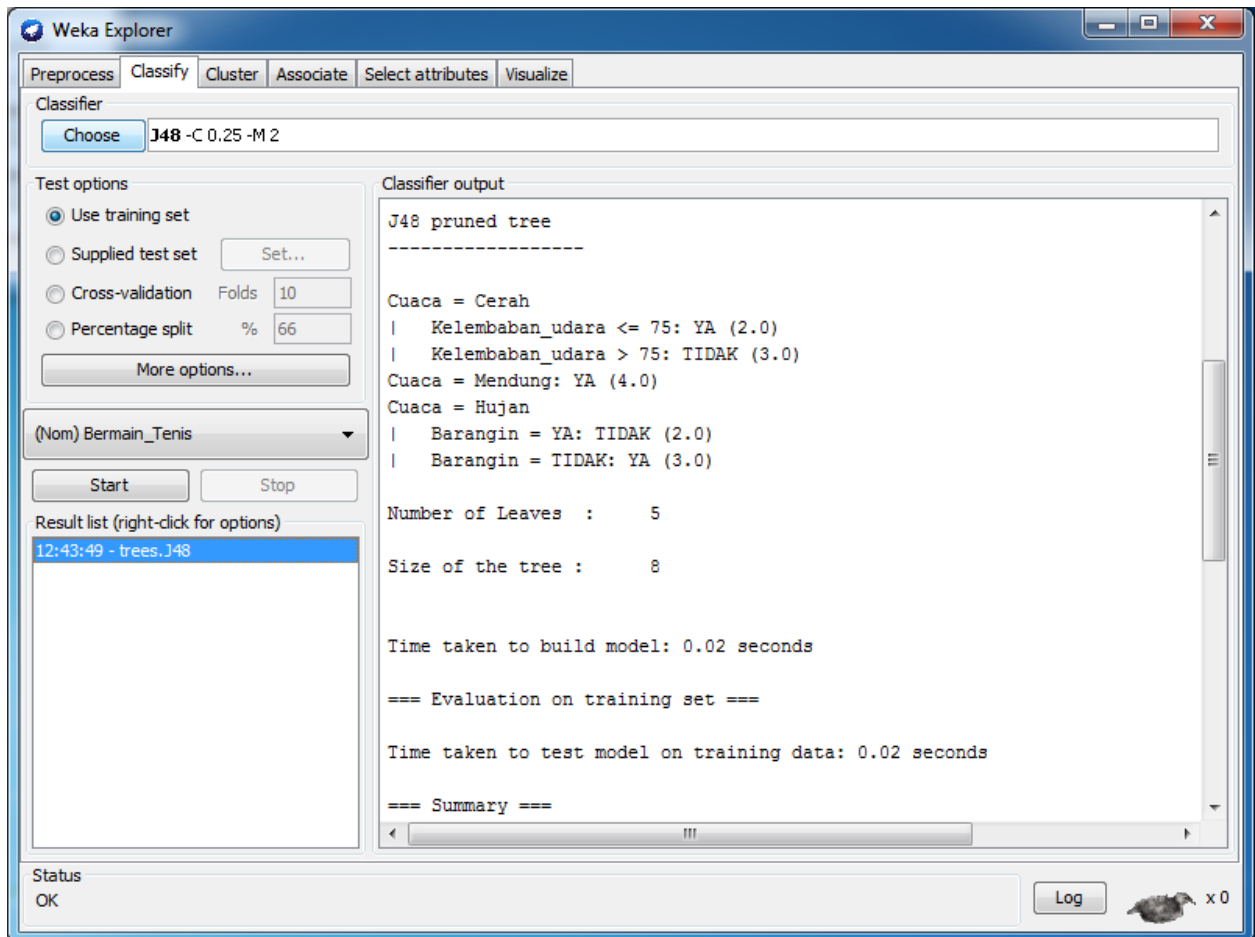 Weka Explorer
Preprocess Classify Cluster Associate Select attributes Visualize
Classifier
Choose J48 -C 0.25 -M 2
Test options
Use training set
Supplied test set Set...
Cross-validation Folds 10
Percentage split % 66
More options...
(Nom) Bermain_Tenis
Start Stop
Result list (right-click for options)
12:43:49 - trees.J48
Classifier output
J48 pruned tree
------------------
Cuaca = Cerah
|   Kelembaban_udara <= 75: YA (2.0)
|   Kelembaban_udara > 75: TIDAK (3.0)
Cuaca = Mendung: YA (4.0)
Cuaca = Hujan
|   Barangin = YA: TIDAK (2.0)
|   Barangin = TIDAK: YA (3.0)
Number of Leaves  :     5
Size of the tree :     8
Time taken to build model: 0.02 seconds
=== Evaluation on training set ===
Time taken to test model on training data: 0.02 seconds
=== Summary ===
Status
OK
Log x 0